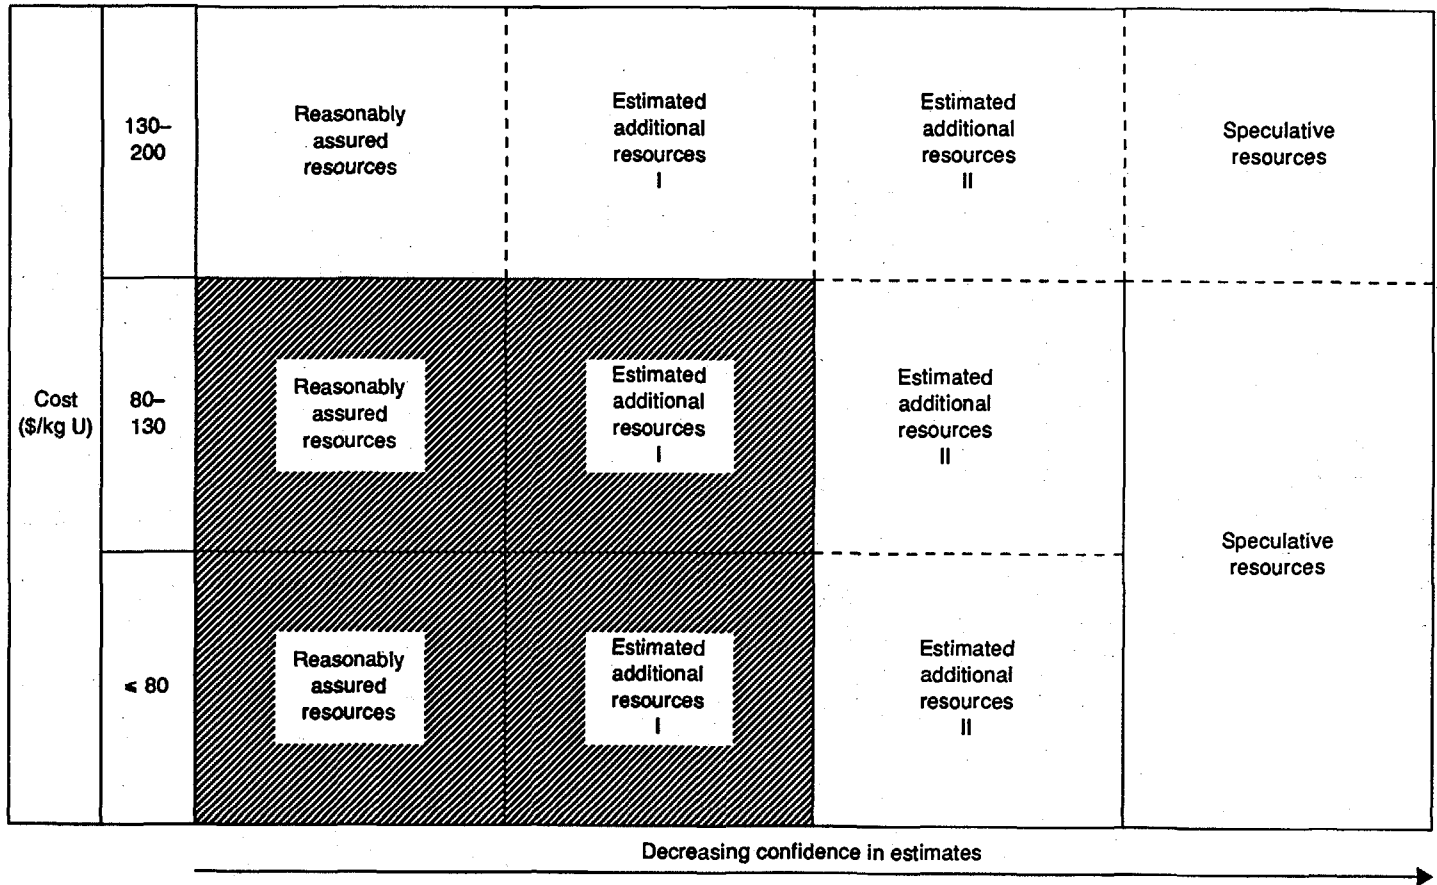 130–
200
Reasonably
assured
resources
Estimated
additional
resources
I
Estimated
additional
resources
II
Speculative
resources
Cost
($/kg U)
80–
130
Reasonably
assured
resources
Estimated
additional
resources
I
Estimated
additional
resources
II
Speculative
resources
≤ 80
Reasonably
assured
resources
Estimated
additional
resources
I
Estimated
additional
resources
II
Decreasing confidence in estimates